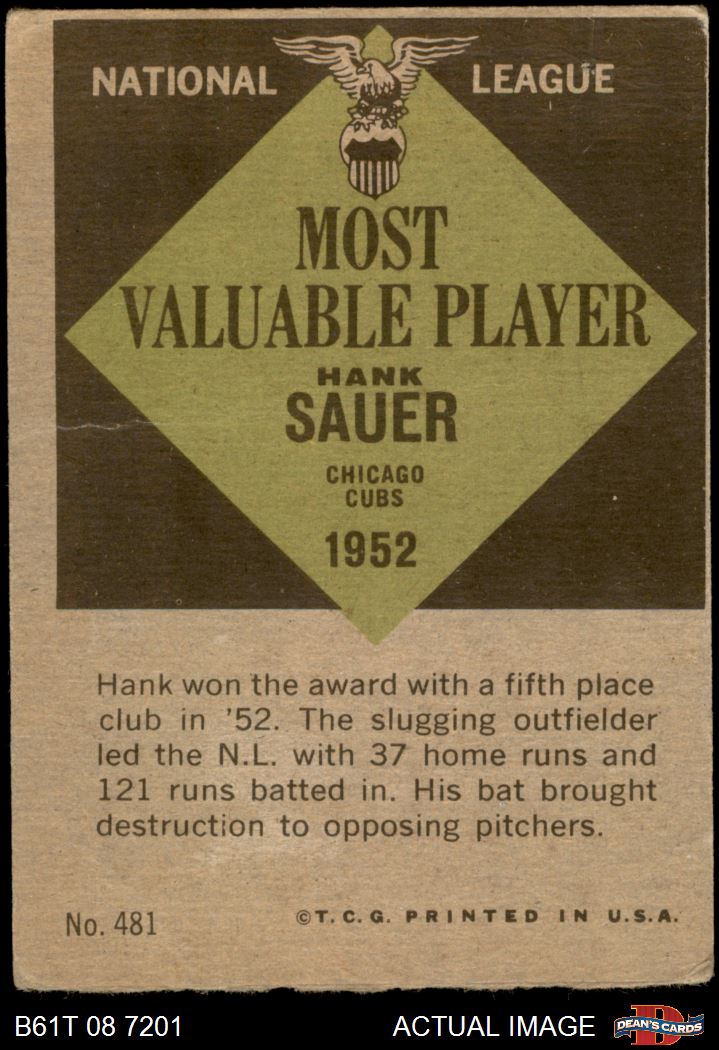 NATIONAL LEAGUE
MOST
VALUABLE PLAYER
HANK
SAUER
CHICAGO
CUBS
1952
Hank won the award with a fifth place
club in '52. The slugging outfielder
led the N.L. with 37 home runs and
121 runs batted in. His bat brought
destruction to opposing pitchers.
No. 481 ©T.C.G. PRINTED IN U.S.A.
B61T 08 7201 ACTUAL IMAGE D DEAN'S CARDS